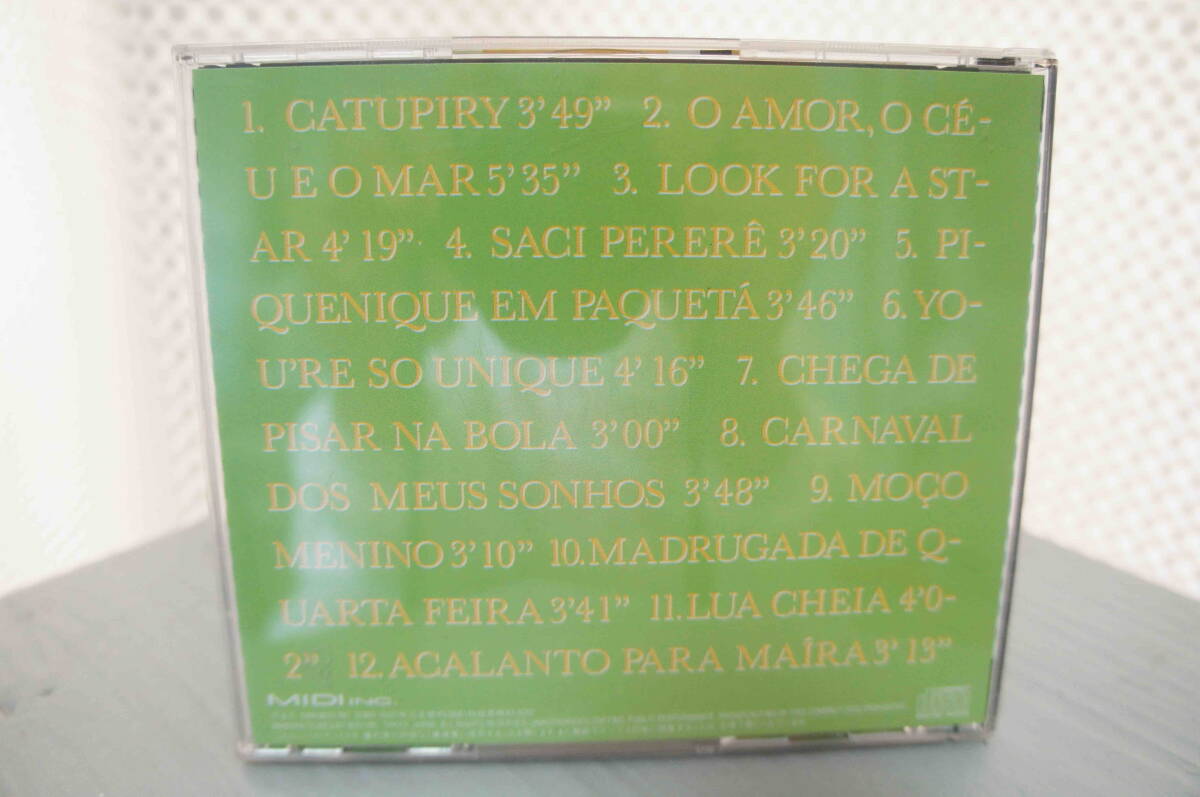 1. CATUPIRY 3'49" 2. O AMOR, O CÉ-
U E O MAR 5'35" 3. LOOK FOR A ST-
AR 4'19" 4. SACI PERERÊ 3'20" 5. PI-
QUENIQUE EM PAQUETÁ 3'46" 6. YO-
U'RE SO UNIQUE 4'16" 7. CHEGA DE
PISAR NA BOLA 3'00" 8. CARNAVAL
DOS MEUS SONHOS 3'48" 9. MOÇO
MENINO 3'10" 10. MADRUGADA DE Q-
UARTA FEIRA 3'41" 11. LUA CHEIA 4'0-
2" 12. ACALANTO PARA MAÍRA 3'13"
MIDI INC.